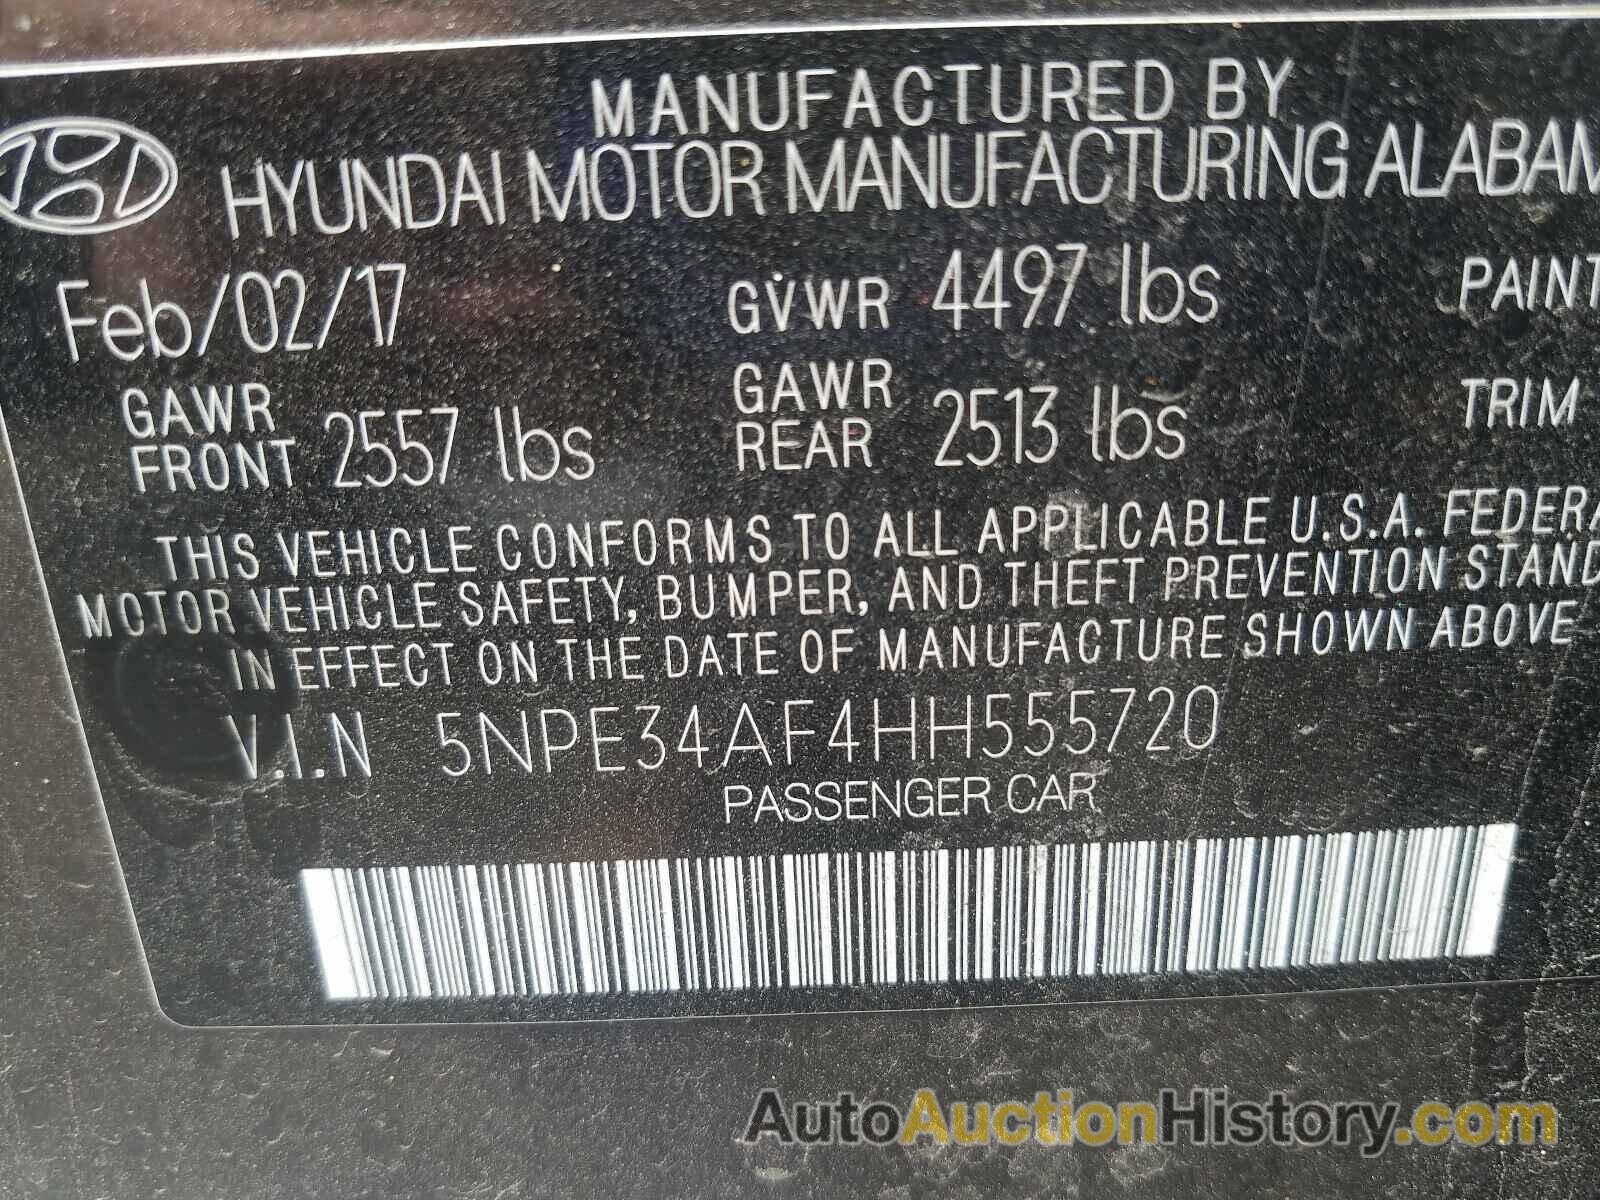 MANUFACTURED BY
HYUNDAI MOTOR MANUFACTURING ALABAM
Feb/02/17 GVWR 4497 lbs PAINT
GAWR FRONT 2557 lbs GAWR REAR 2513 lbs TRIM
THIS VEHICLE CONFORMS TO ALL APPLICABLE U.S.A. FEDERA
MOTOR VEHICLE SAFETY, BUMPER, AND THEFT PREVENTION STAND
IN EFFECT ON THE DATE OF MANUFACTURE SHOWN ABOVE
V.I.N 5NPE34AF4HH555720
PASSENGER CAR
AutoAuctionHistory.com